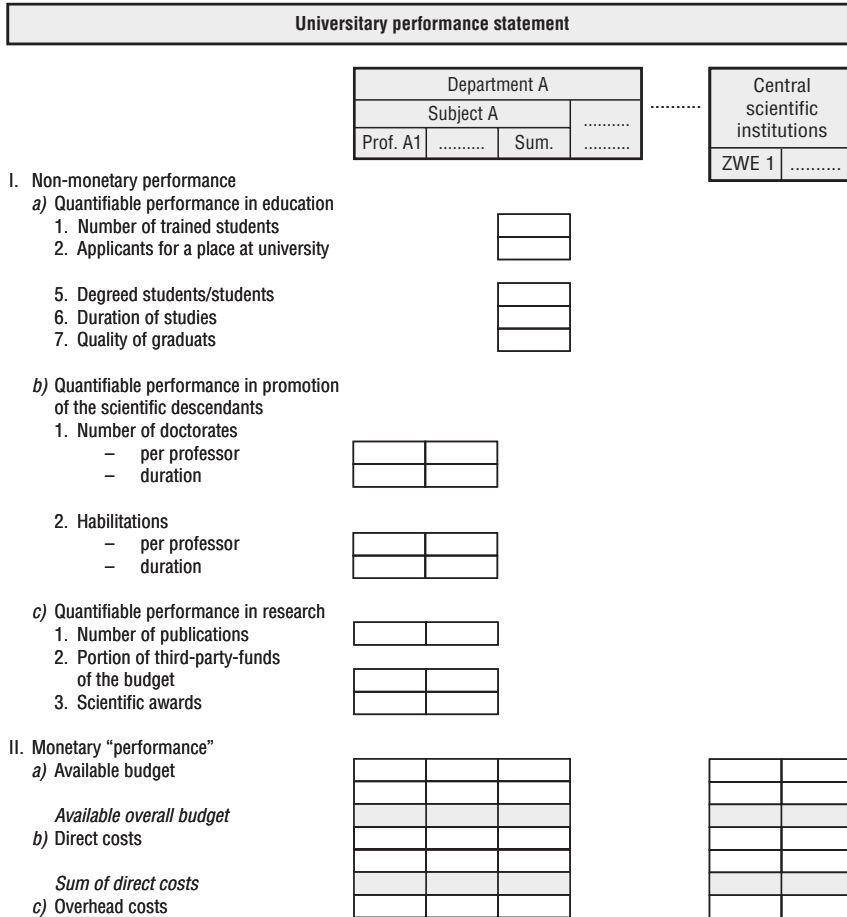 Universitary performance statement
Department A
Subject A
..........
Prof. A1 .......... Sum. ..........
..........
Central
scientific
institutions
ZWE 1 ..........
I. Non-monetary performance
a) Quantifiable performance in education
1. Number of trained students
2. Applicants for a place at university
5. Degreed students/students
6. Duration of studies
7. Quality of graduats
b) Quantifiable performance in promotion
of the scientific descendants
1. Number of doctorates
– per professor
– duration
2. Habilitations
– per professor
– duration
c) Quantifiable performance in research
1. Number of publications
2. Portion of third-party-funds
of the budget
3. Scientific awards
II. Monetary “performance”
a) Available budget
Available overall budget
b) Direct costs
Sum of direct costs
c) Overhead costs